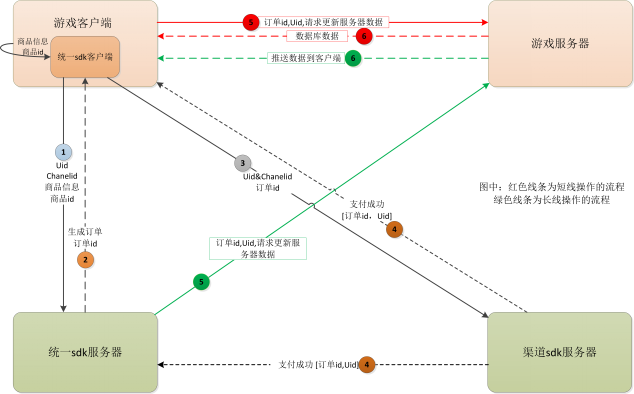 游戏客户端
商品信息
商品id
统一sdk客户端
5 订单id,Uid,请求更新服务器数据
数据库数据 6
推送数据到客户端 6
游戏服务器
1
Uid
Chanelid
商品信息
商品id
生成订单
订单id
2
3
Uid&Chanelid
订单id
支付成功
[订单id, Uid]
4
图中：红色线条为短线操作的流程
绿色线条为长线操作的流程
订单id,Uid,请求更新服
务器数据
5
统一sdk服务器
支付成功 [订单id,Uid] 4
渠道sdk服务器